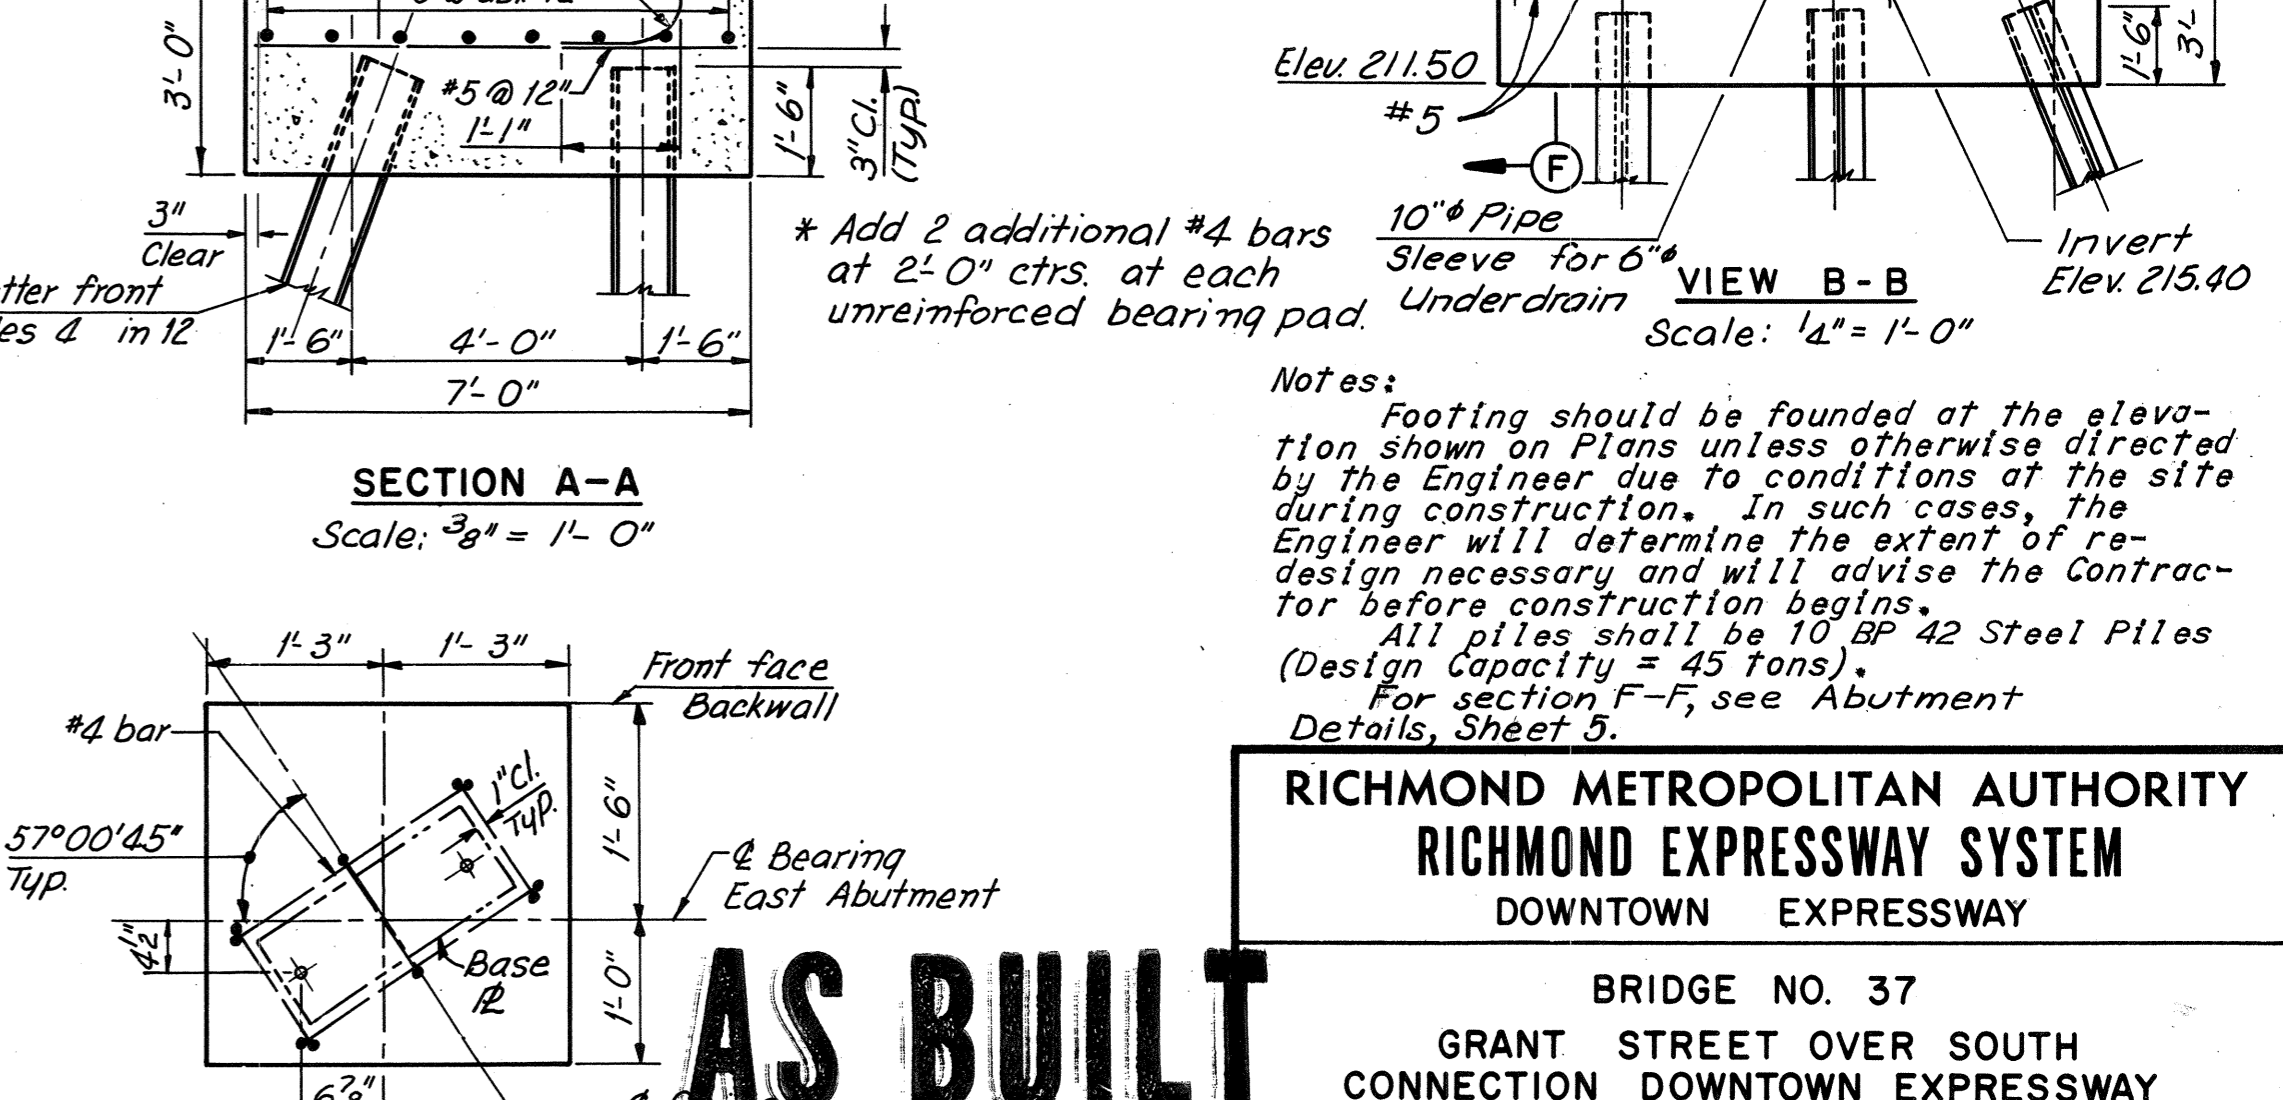 3'-0"
#5 @ 12"
1'-1"
1'-6"
3" Cl.
(Typ.)
3"
Clear
tter front
les 4 in 12
1'-6"
4'-0"
1'-6"
7'-0"
* Add 2 additional #4 bars
at 2'-0" ctrs. at each
unreinforced bearing pad.
SECTION A-A
Scale: 3/8" = 1'-0"
Elev. 211.50
#5
F
10"φ Pipe
Sleeve for 6"φ
Underdrain
1'-6"
3'-
Invert
Elev. 215.40
VIEW B-B
Scale: 1/4" = 1'-0"
Notes:
Footing should be founded at the eleva-
tion shown on Plans unless otherwise directed
by the Engineer due to conditions at the site
during construction. In such cases, the
Engineer will determine the extent of re-
design necessary and will advise the Contrac-
tor before construction begins.
All piles shall be 10 BP 42 Steel Piles
(Design Capacity = 45 tons).
For section F-F, see Abutment
Details, Sheet 5.
1'-3"
1'-3"
Front face
Backwall
#4 bar
1" Cl.
Typ.
57°00'45"
Typ.
1'-6"
℄ Bearing
East Abutment
4½"
Base
PL
1'-0"
6⅞"
AS BUILT
RICHMOND METROPOLITAN AUTHORITY
RICHMOND EXPRESSWAY SYSTEM
DOWNTOWN EXPRESSWAY
BRIDGE NO. 37
GRANT STREET OVER SOUTH
CONNECTION DOWNTOWN EXPRESSWAY